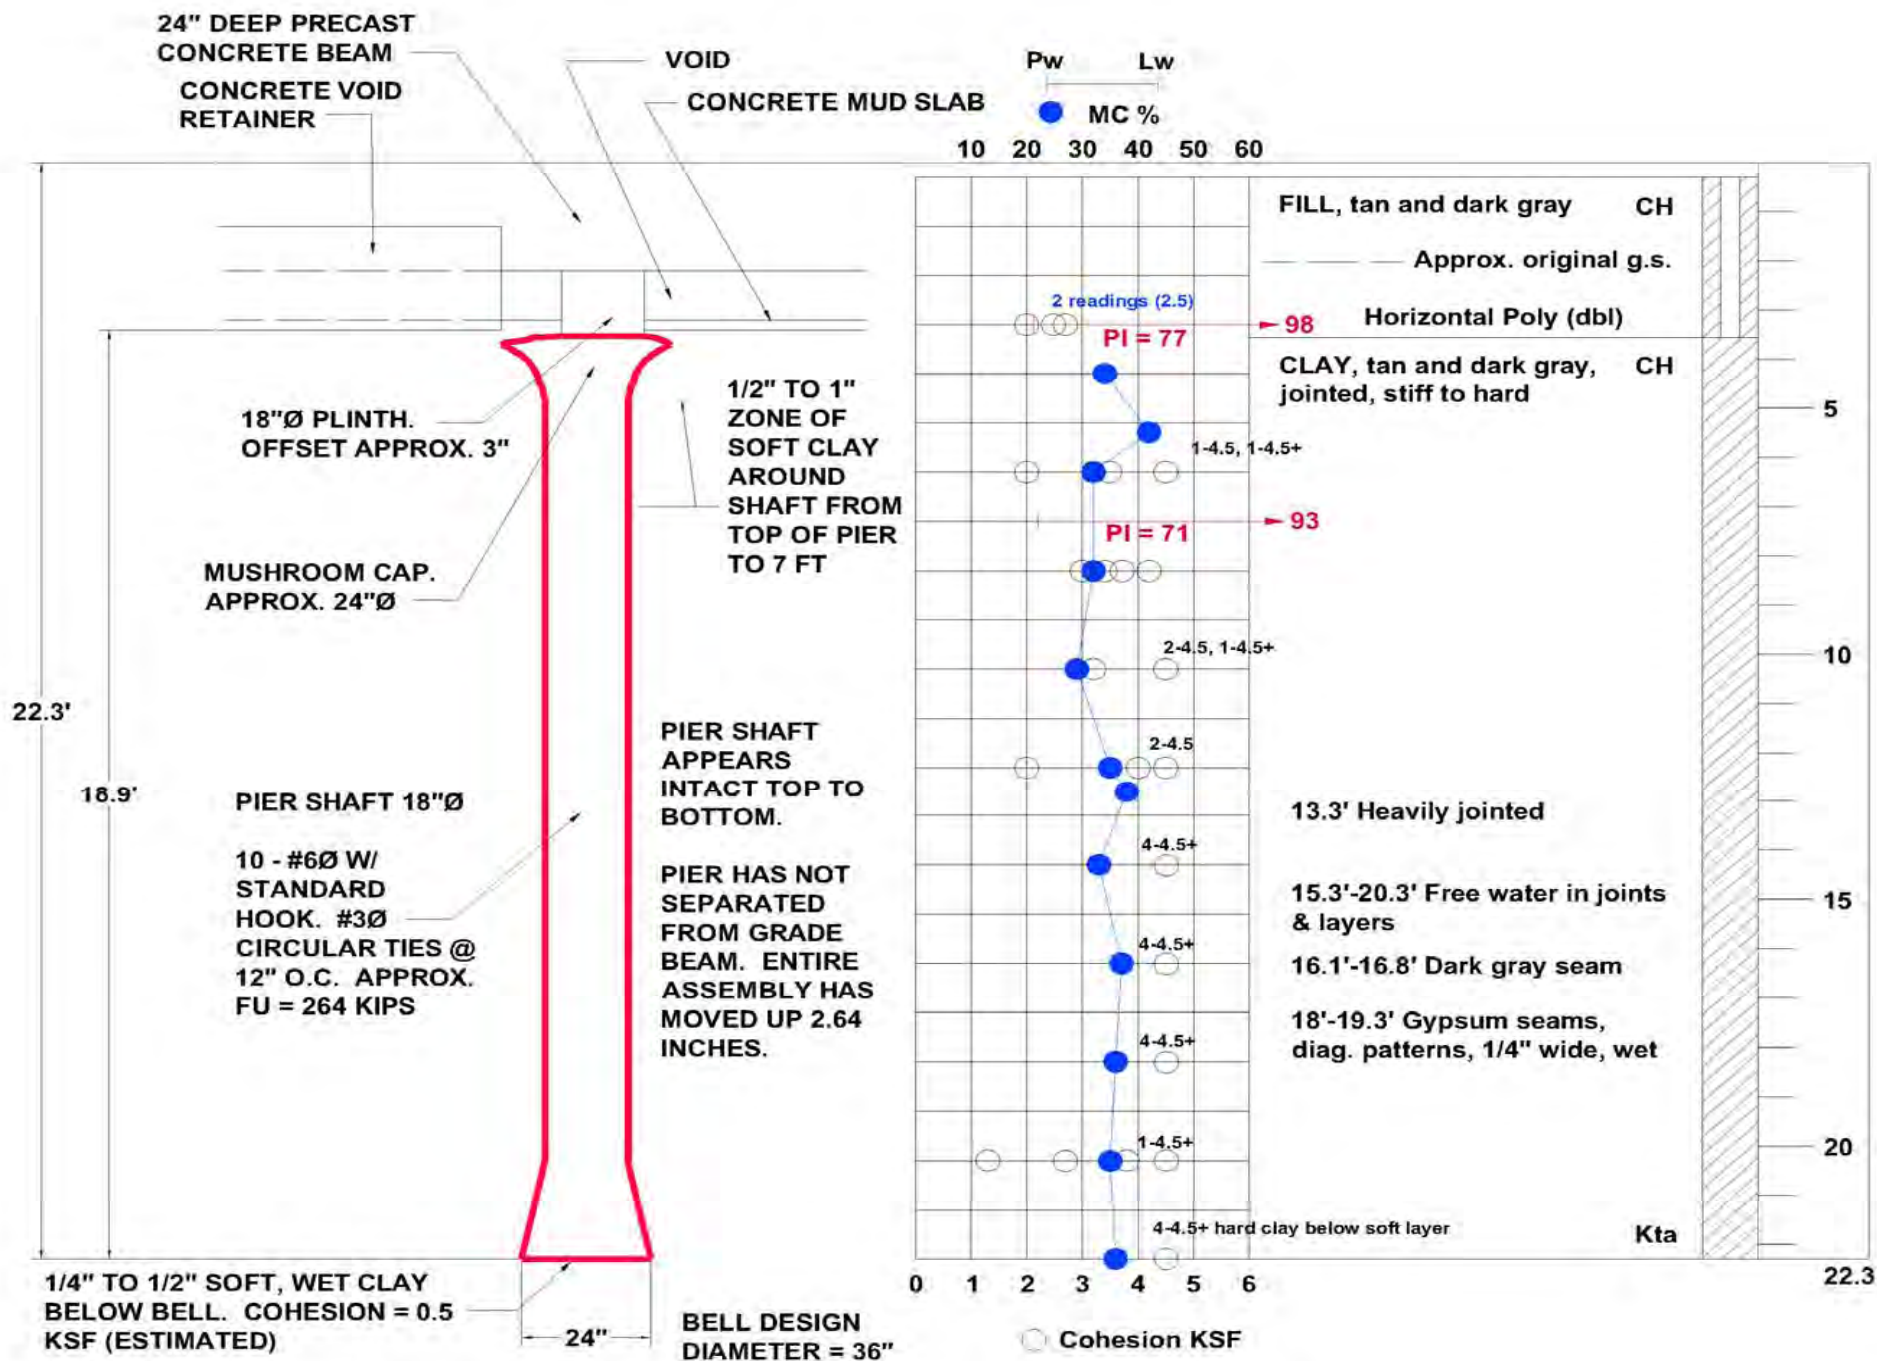 24" DEEP PRECAST
CONCRETE BEAM
CONCRETE VOID
RETAINER
VOID
CONCRETE MUD SLAB
18"Ø PLINTH.
OFFSET APPROX. 3"
MUSHROOM CAP.
APPROX. 24"Ø
1/2" TO 1"
ZONE OF
SOFT CLAY
AROUND
SHAFT FROM
TOP OF PIER
TO 7 FT
22.3'
18.9'
PIER SHAFT 18"Ø
10 - #6Ø W/
STANDARD
HOOK. #3Ø
CIRCULAR TIES @
12" O.C. APPROX.
FU = 264 KIPS
PIER SHAFT
APPEARS
INTACT TOP TO
BOTTOM.
PIER HAS NOT
SEPARATED
FROM GRADE
BEAM. ENTIRE
ASSEMBLY HAS
MOVED UP 2.64
INCHES.
1/4" TO 1/2" SOFT, WET CLAY
BELOW BELL. COHESION = 0.5
KSF (ESTIMATED)
24"
BELL DESIGN
DIAMETER = 36"
Pw Lw
MC %
10 20 30 40 50 60
2 readings (2.5)
98
PI = 77
1-4.5, 1-4.5+
93
PI = 71
2-4.5, 1-4.5+
2-4.5
4-4.5+
4-4.5+
4-4.5+
1-4.5+
4-4.5+ hard clay below soft layer
0 1 2 3 4 5 6
Cohesion KSF
FILL, tan and dark gray CH
Approx. original g.s.
Horizontal Poly (dbl)
CLAY, tan and dark gray, CH
jointed, stiff to hard
13.3' Heavily jointed
15.3'-20.3' Free water in joints
& layers
16.1'-16.8' Dark gray seam
18'-19.3' Gypsum seams,
diag. patterns, 1/4" wide, wet
Kta
5
10
15
20
22.3